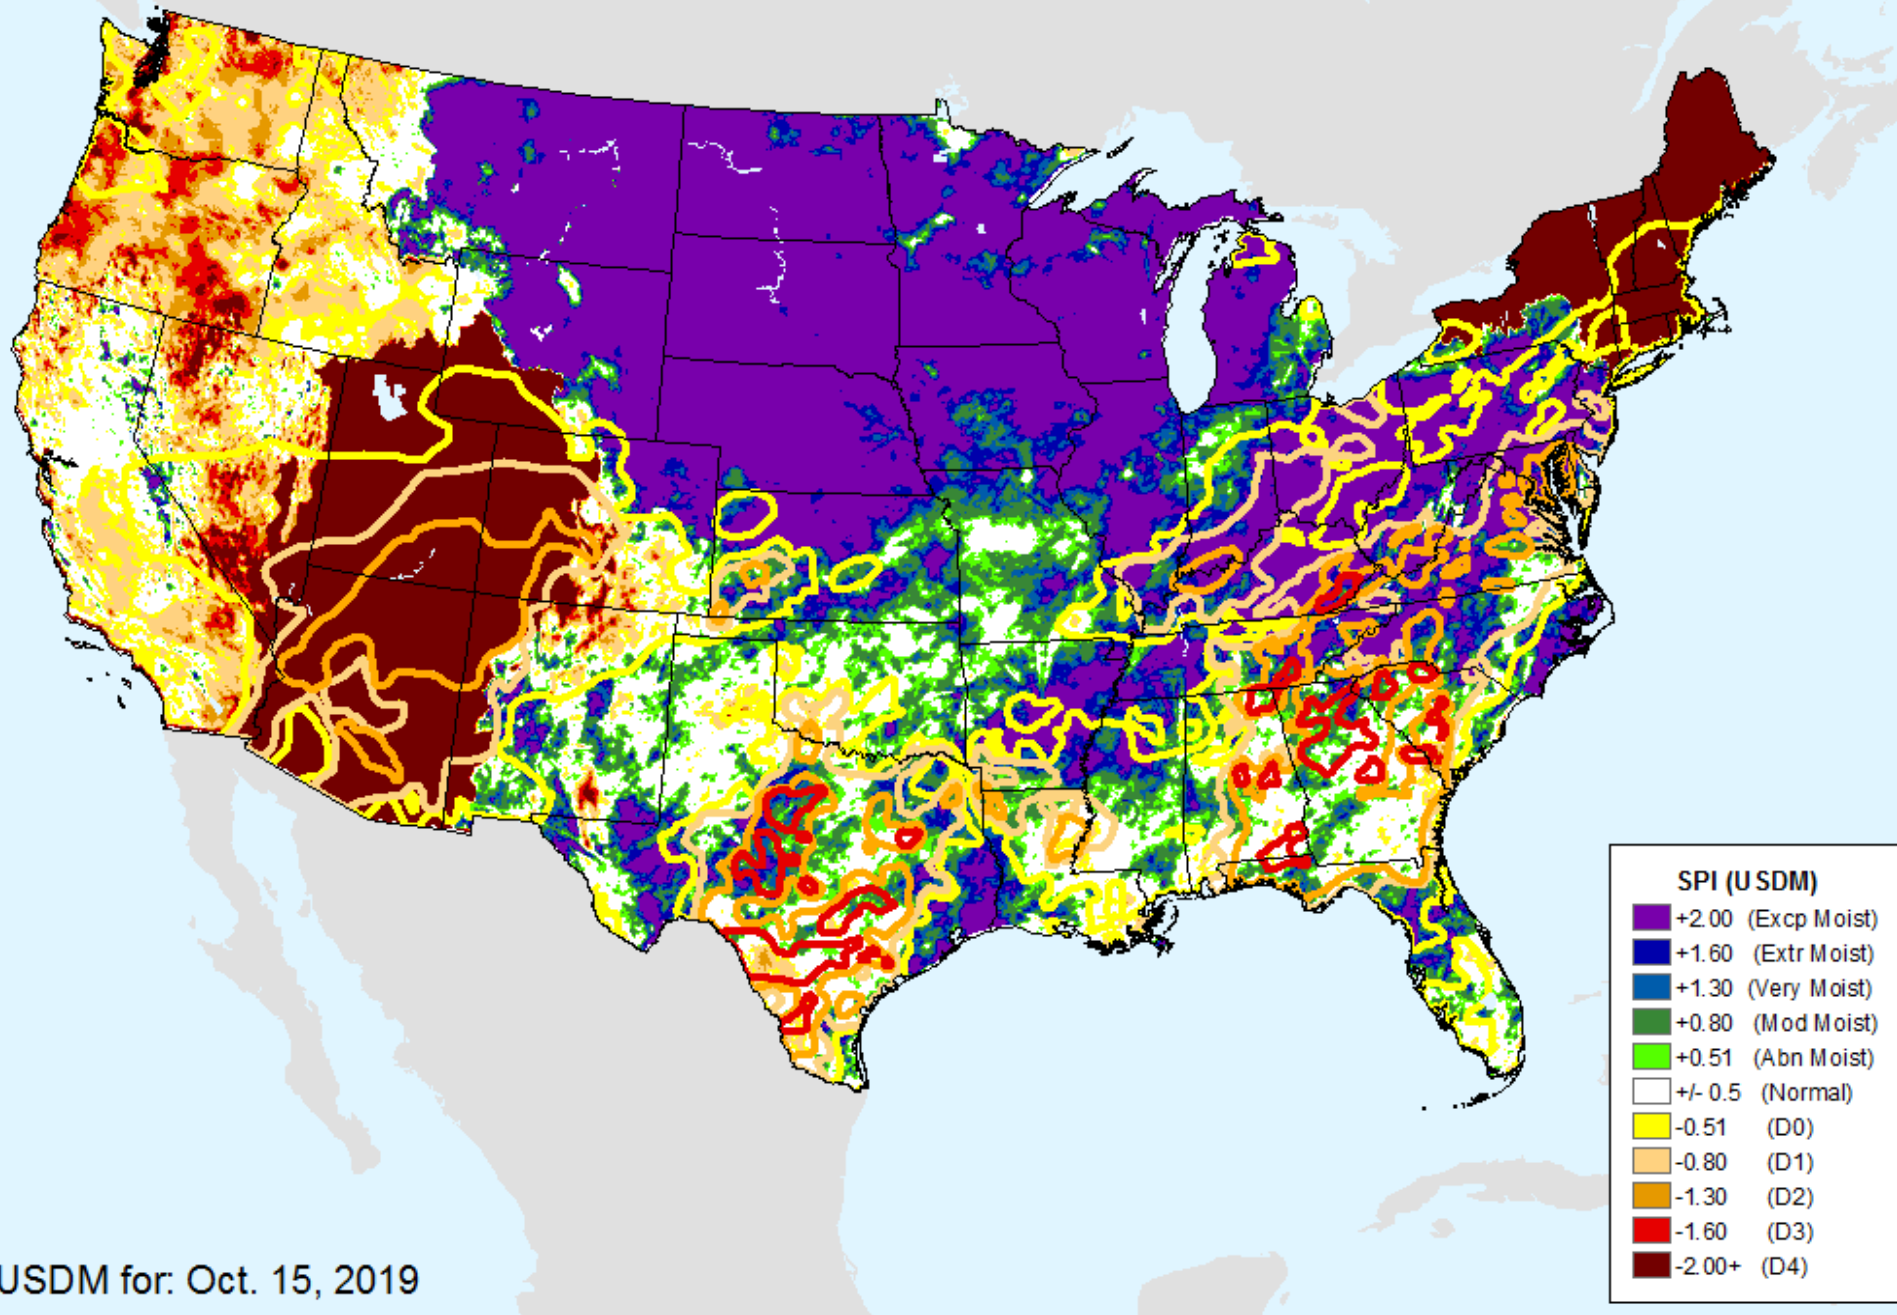 SPI (USDM)
+2.00 (Excp Moist)
+1.60 (Extr Moist)
+1.30 (Very Moist)
+0.80 (Mod Moist)
+0.51 (Abn Moist)
+/- 0.5 (Normal)
-0.51 (D0)
-0.80 (D1)
-1.30 (D2)
-1.60 (D3)
-2.00+ (D4)
USDM for: Oct. 15, 2019